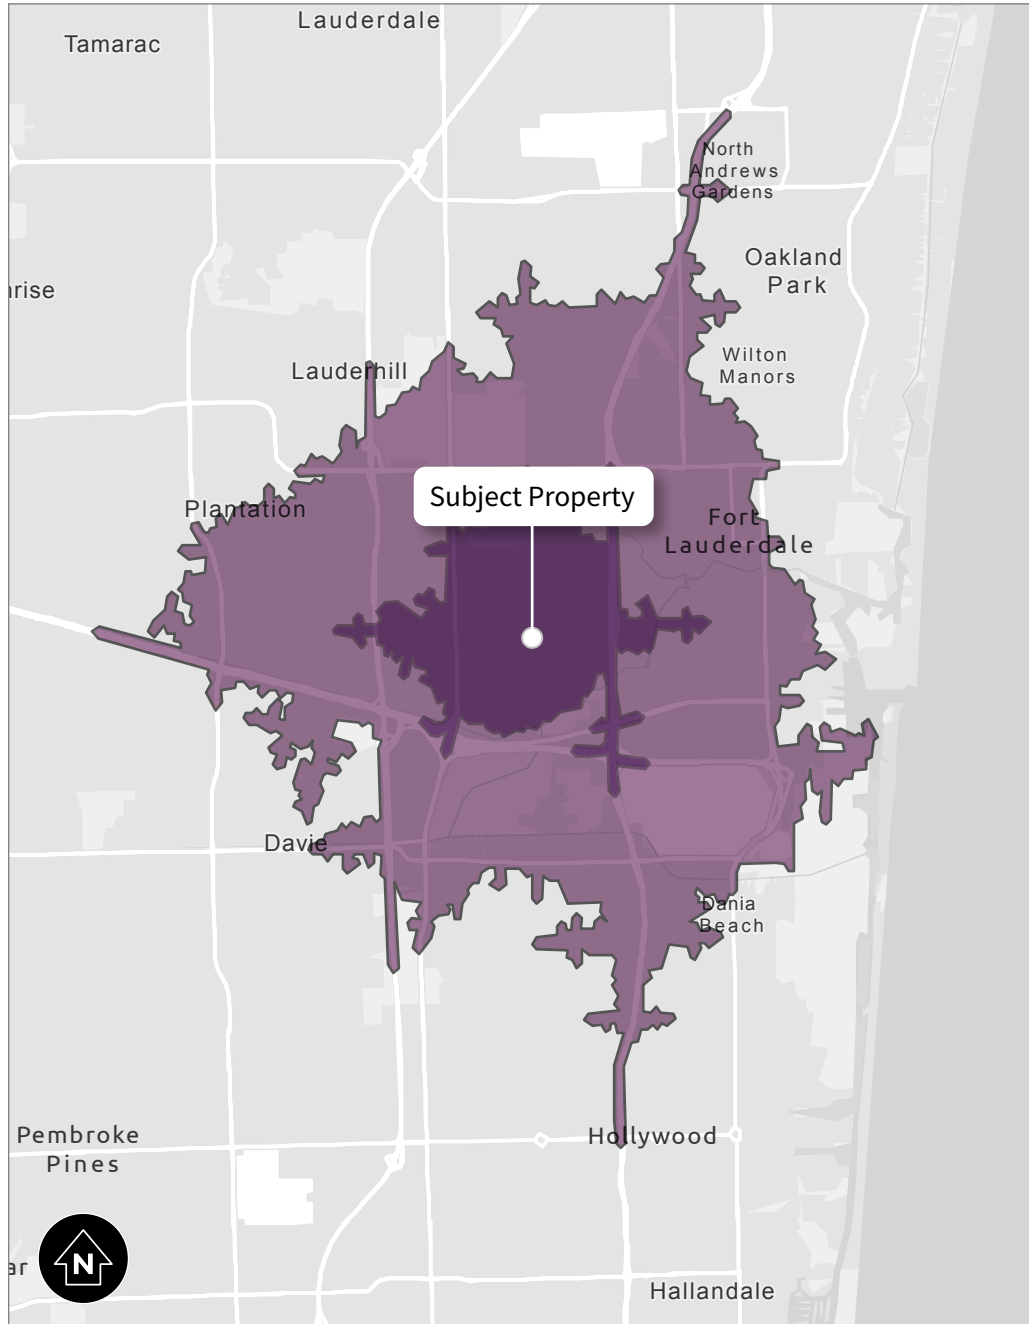 Lauderdale
Tamarac
North
Andrews
Gardens
Oakland
Park
nrise
Wilton
Manors
Lauderhill
Subject Property
Plantation
Fort
Lauderdale
Davie
Dania
Beach
Pembroke
Pines
Hollywood
N
ar
Hallandale